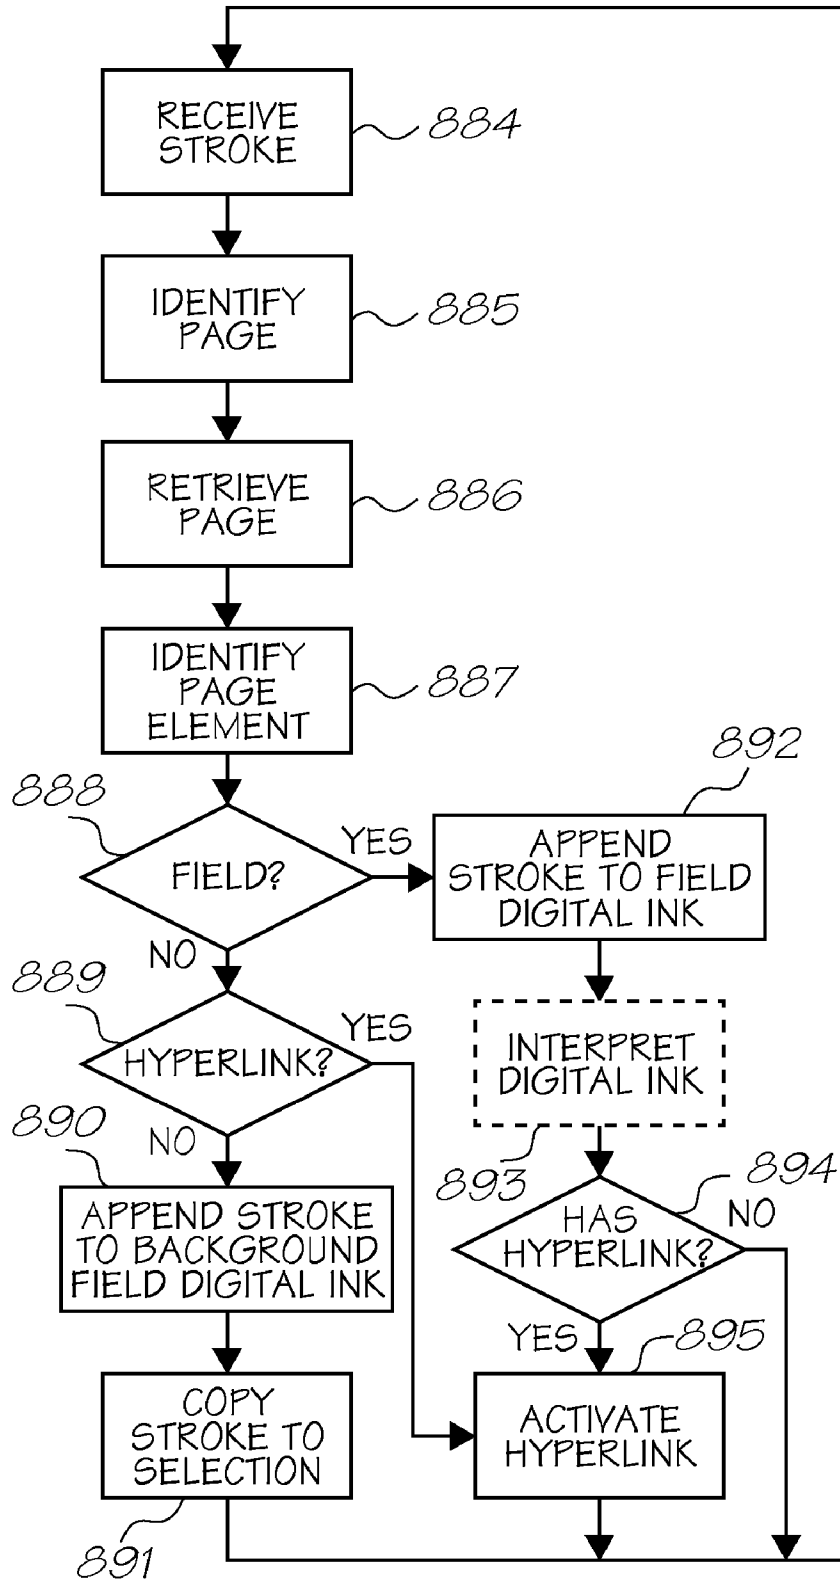 RECEIVE
STROKE
884
IDENTIFY
PAGE
885
RETRIEVE
PAGE
886
IDENTIFY
PAGE
ELEMENT
887
888
FIELD?
YES
NO
892
APPEND
STROKE TO FIELD
DIGITAL INK
889
HYPERLINK?
YES
NO
INTERPRET
DIGITAL INK
893
890
APPEND STROKE
TO BACKGROUND
FIELD DIGITAL INK
894
HAS
HYPERLINK?
NO
YES
COPY
STROKE TO
SELECTION
891
895
ACTIVATE
HYPERLINK